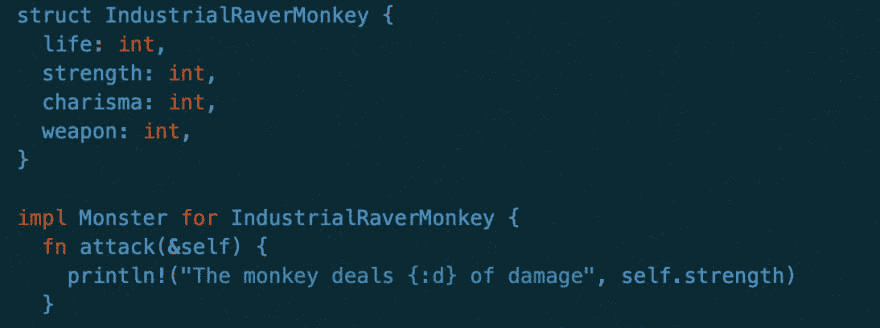 struct IndustrialRaverMonkey {
  life: int,
  strength: int,
  charisma: int,
  weapon: int,
}

impl Monster for IndustrialRaverMonkey {
  fn attack(&self) {
    println!("The monkey deals {:d} of damage", self.strength)
  }